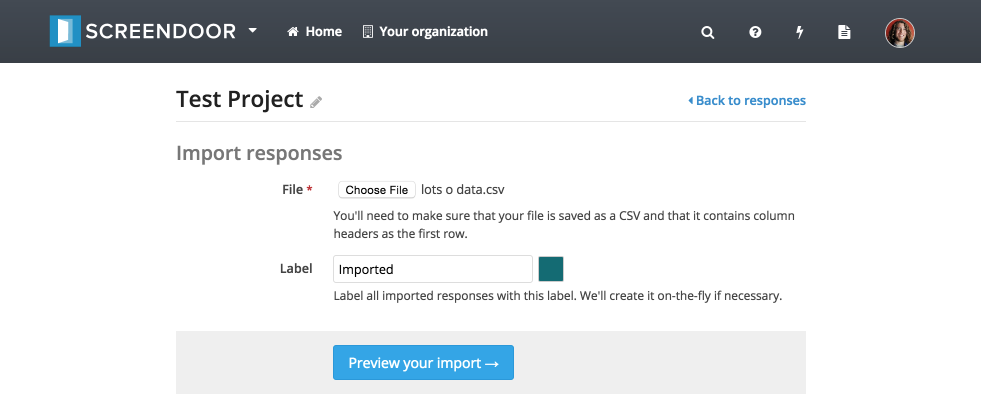 SCREENDOOR Home Your organization
Test Project Back to responses
Import responses
File * Choose File lots o data.csv
You'll need to make sure that your file is saved as a CSV and that it contains column
headers as the first row.
Label Imported
Label all imported responses with this label. We'll create it on-the-fly if necessary.
Preview your import →